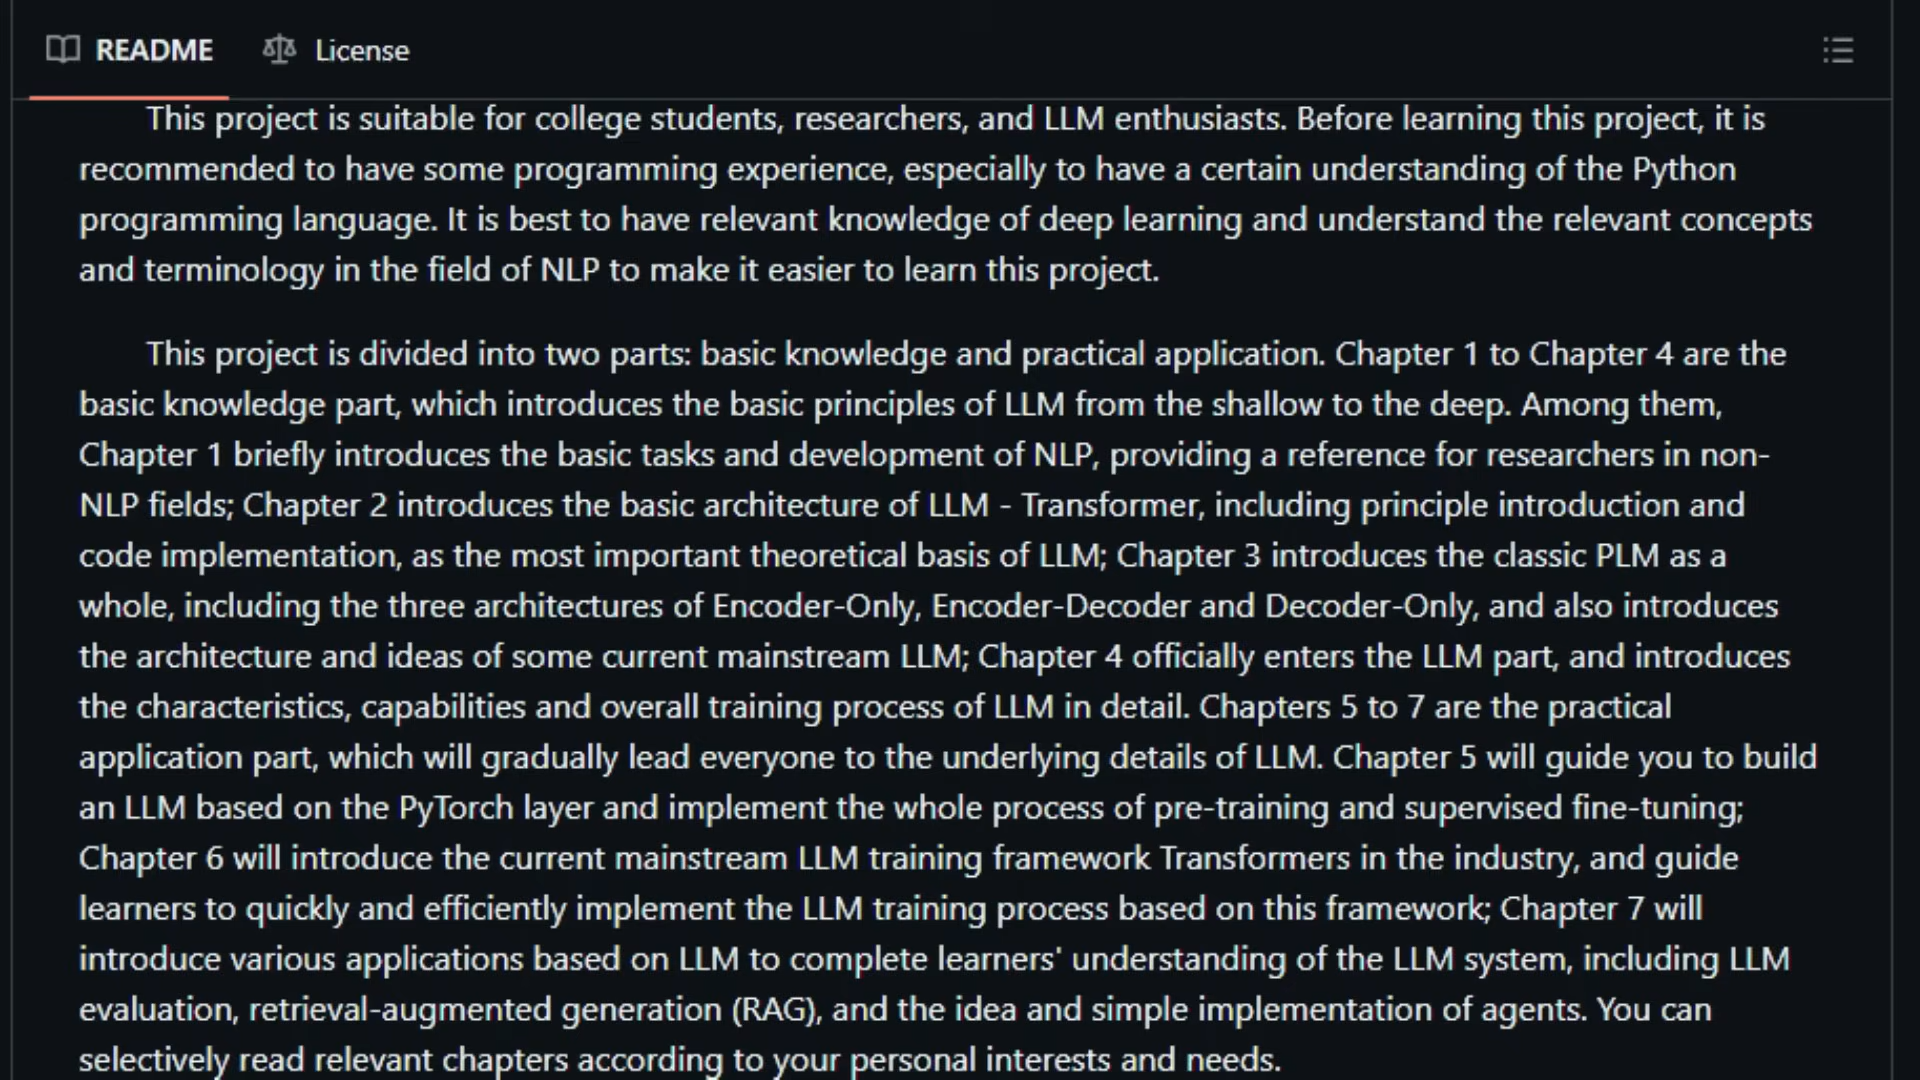 README License
This project is suitable for college students, researchers, and LLM enthusiasts. Before learning this project, it is
recommended to have some programming experience, especially to have a certain understanding of the Python
programming language. It is best to have relevant knowledge of deep learning and understand the relevant concepts
and terminology in the field of NLP to make it easier to learn this project.
This project is divided into two parts: basic knowledge and practical application. Chapter 1 to Chapter 4 are the
basic knowledge part, which introduces the basic principles of LLM from the shallow to the deep. Among them,
Chapter 1 briefly introduces the basic tasks and development of NLP, providing a reference for researchers in non-
NLP fields; Chapter 2 introduces the basic architecture of LLM - Transformer, including principle introduction and
code implementation, as the most important theoretical basis of LLM; Chapter 3 introduces the classic PLM as a
whole, including the three architectures of Encoder-Only, Encoder-Decoder and Decoder-Only, and also introduces
the architecture and ideas of some current mainstream LLM; Chapter 4 officially enters the LLM part, and introduces
the characteristics, capabilities and overall training process of LLM in detail. Chapters 5 to 7 are the practical
application part, which will gradually lead everyone to the underlying details of LLM. Chapter 5 will guide you to build
an LLM based on the PyTorch layer and implement the whole process of pre-training and supervised fine-tuning;
Chapter 6 will introduce the current mainstream LLM training framework Transformers in the industry, and guide
learners to quickly and efficiently implement the LLM training process based on this framework; Chapter 7 will
introduce various applications based on LLM to complete learners' understanding of the LLM system, including LLM
evaluation, retrieval-augmented generation (RAG), and the idea and simple implementation of agents. You can
selectively read relevant chapters according to your personal interests and needs.